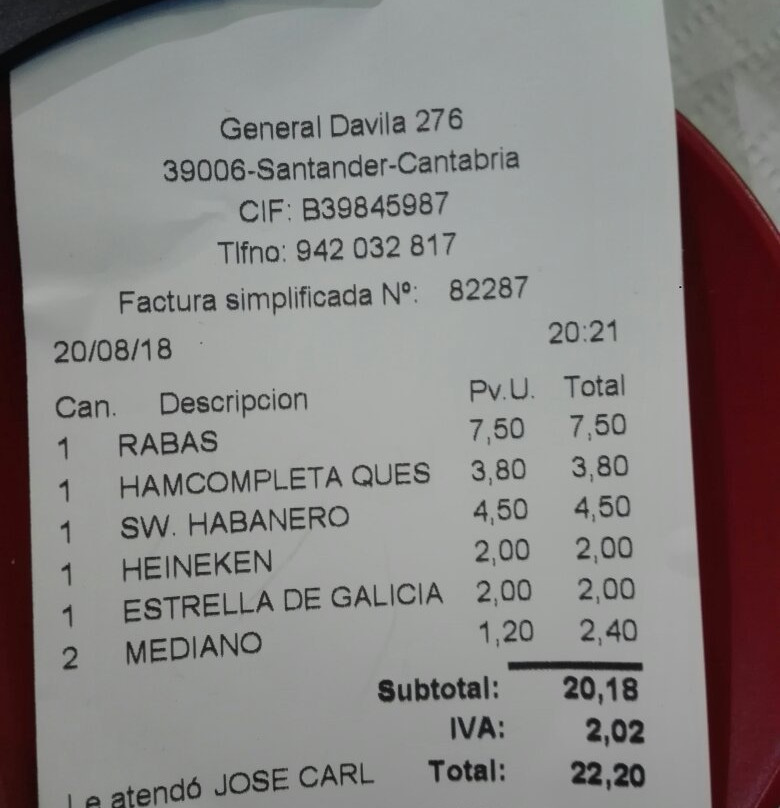 General Davila 276
39006-Santander-Cantabria
CIF: B39845987
Tlfno: 942 032 817
Factura simplificada Nº: 82287
20/08/18 20:21
Can. Descripcion Pv.U. Total
1 RABAS 7,50 7,50
1 HAMCOMPLETA QUES 3,80 3,80
1 SW. HABANERO 4,50 4,50
1 HEINEKEN 2,00 2,00
1 ESTRELLA DE GALICIA 2,00 2,00
2 MEDIANO 1,20 2,40
Subtotal: 20,18
IVA: 2,02
Total: 22,20
Le atendó JOSE CARL